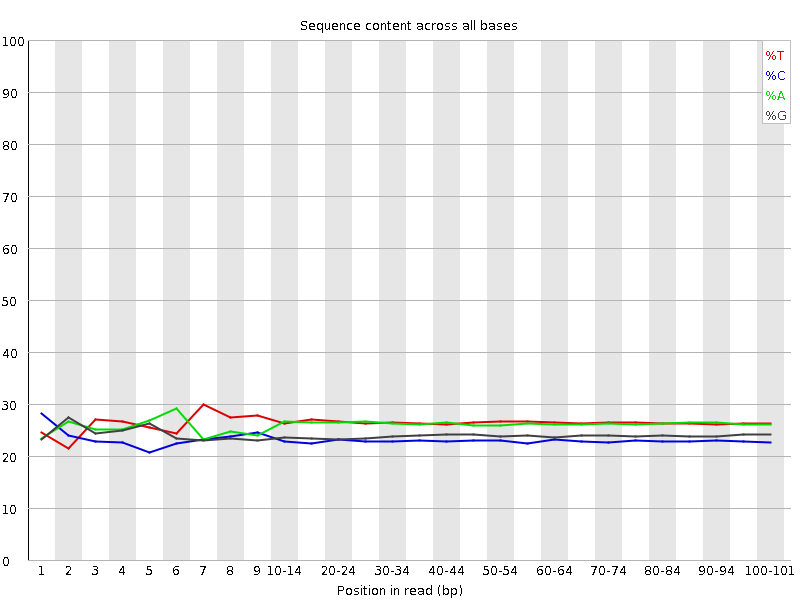 Sequence content across all bases
100
90
80
70
60
50
40
30
20
10
0
%T
%C
%A
%G
1 2 3 4 5 6 7 8 9 10-14 20-24 30-34 40-44 50-54 60-64 70-74 80-84 90-94 100-101
Position in read (bp)